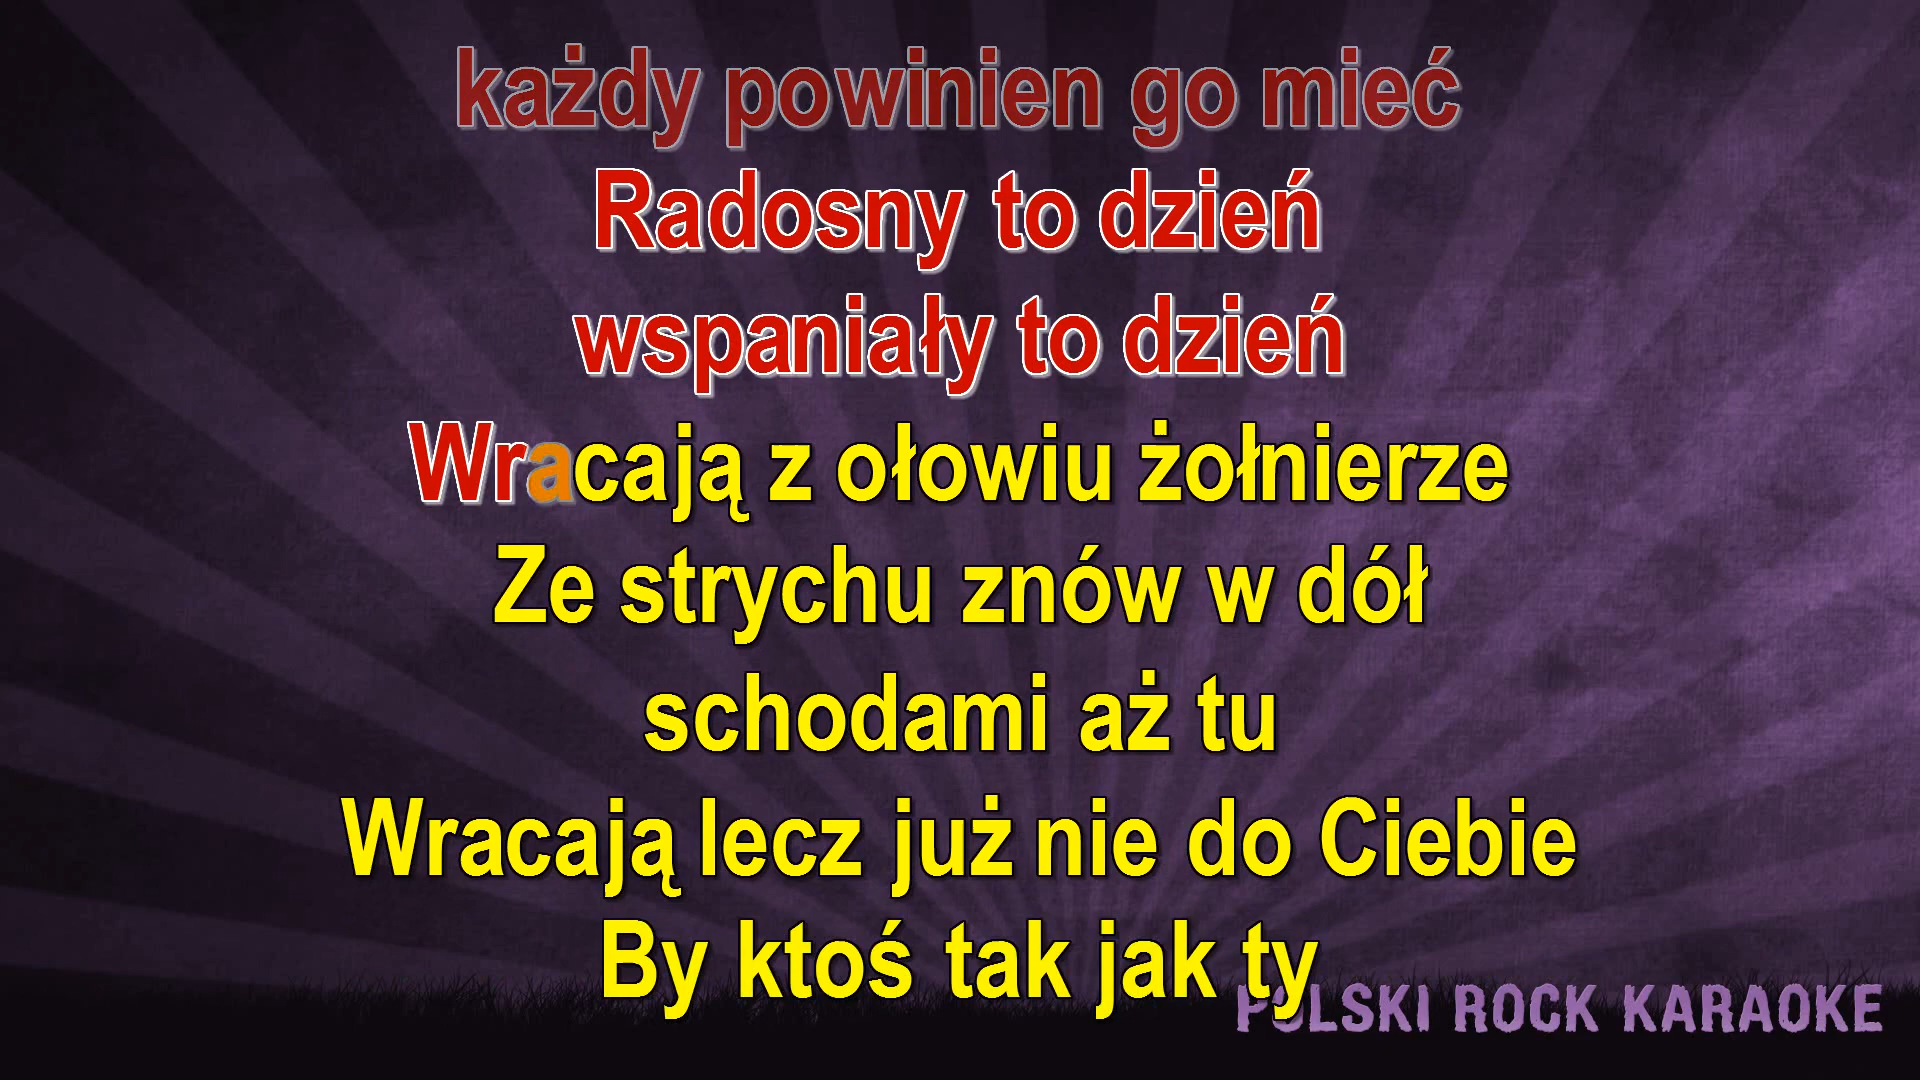 każdy powinien go mieć
Radosny to dzień
wspaniały to dzień
Wracają z ołowiu żołnierze
Ze strychu znów w dół
schodami aż tu
Wracają lecz już nie do Ciebie
By ktoś tak jak ty
POLSKI ROCK KARAOKE